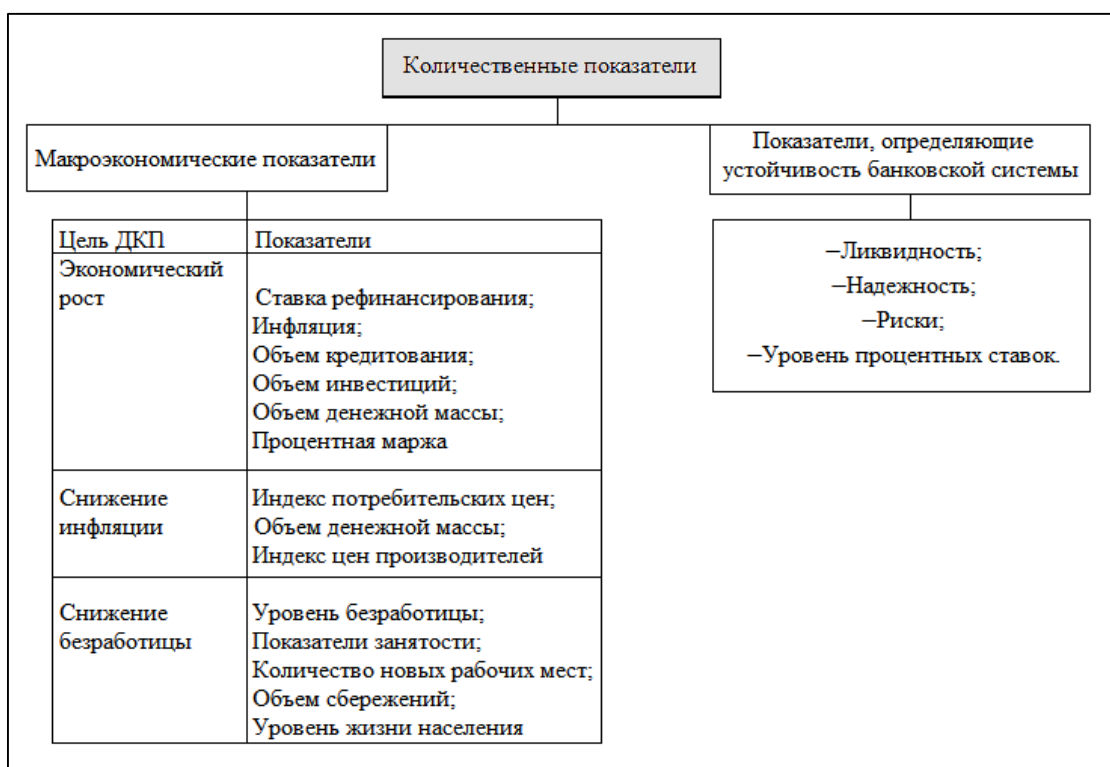 Количественные показатели
Макроэкономические показатели
Показатели, определяющие
устойчивость банковской системы
Цель ДКП
Показатели
Экономический
рост
Ставка рефинансирования;
Инфляция;
Объем кредитования;
Объем инвестиций;
Объем денежной массы;
Процентная маржа
Снижение
инфляции
Индекс потребительских цен;
Объем денежной массы;
Индекс цен производителей
Снижение
безработицы
Уровень безработицы;
Показатели занятости;
Количество новых рабочих мест;
Объем сбережений;
Уровень жизни населения
–Ликвидность;
–Надежность;
–Риски;
–Уровень процентных ставок.